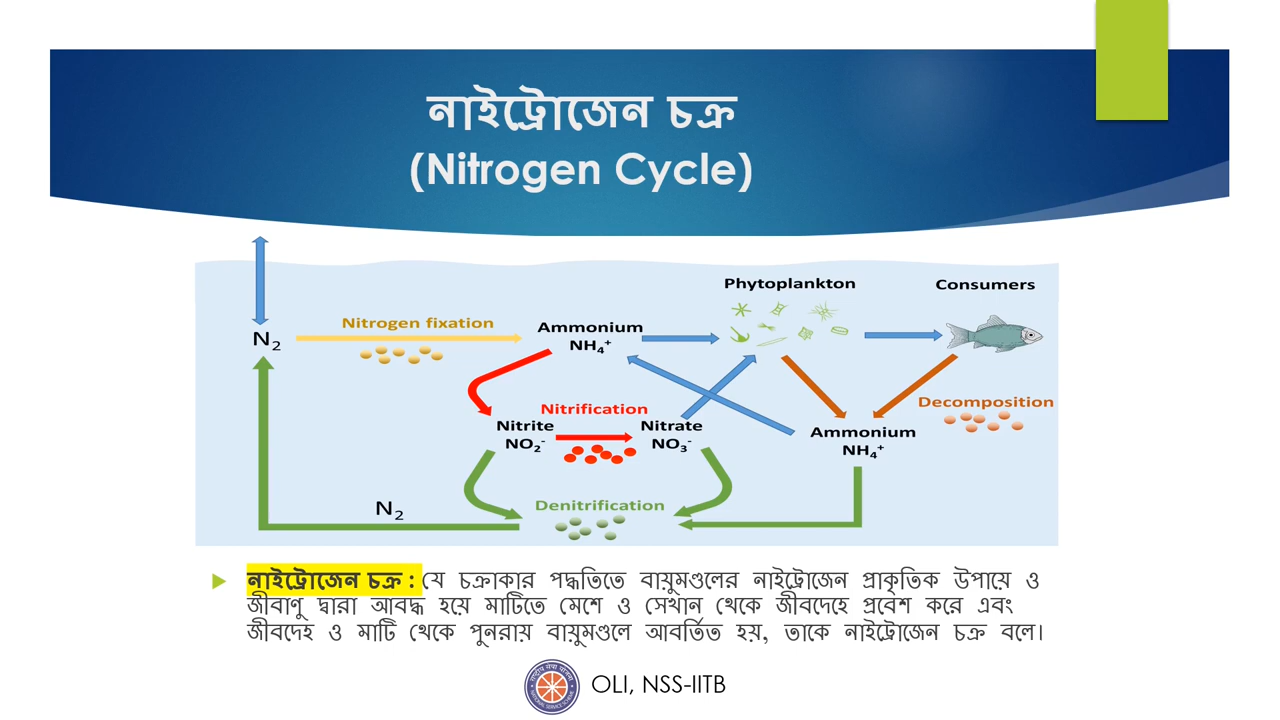 নাইট্রোজেন চক্র
(Nitrogen Cycle)
Phytoplankton
Consumers
Nitrogen fixation
N2
Ammonium
NH4+
Nitrification
Decomposition
Nitrite
NO2-
Nitrate
NO3-
Ammonium
NH4+
N2
Denitrification
নাইট্রোজেন চক্র : যে চক্রাকার পদ্ধতিতে বায়ুমণ্ডলের নাইট্রোজেন প্রাকৃতিক উপায়ে ও
জীবাণু দ্বারা আবদ্ধ হয়ে মাটিতে মেশে ও সেখান থেকে জীবদেহে প্রবেশ করে এবং
জীবদেহ ও মাটি থেকে পুনরায় বায়ুমণ্ডলে আবর্তিত হয়, তাকে নাইট্রোজেন চক্র বলে।
OLI, NSS-IITB